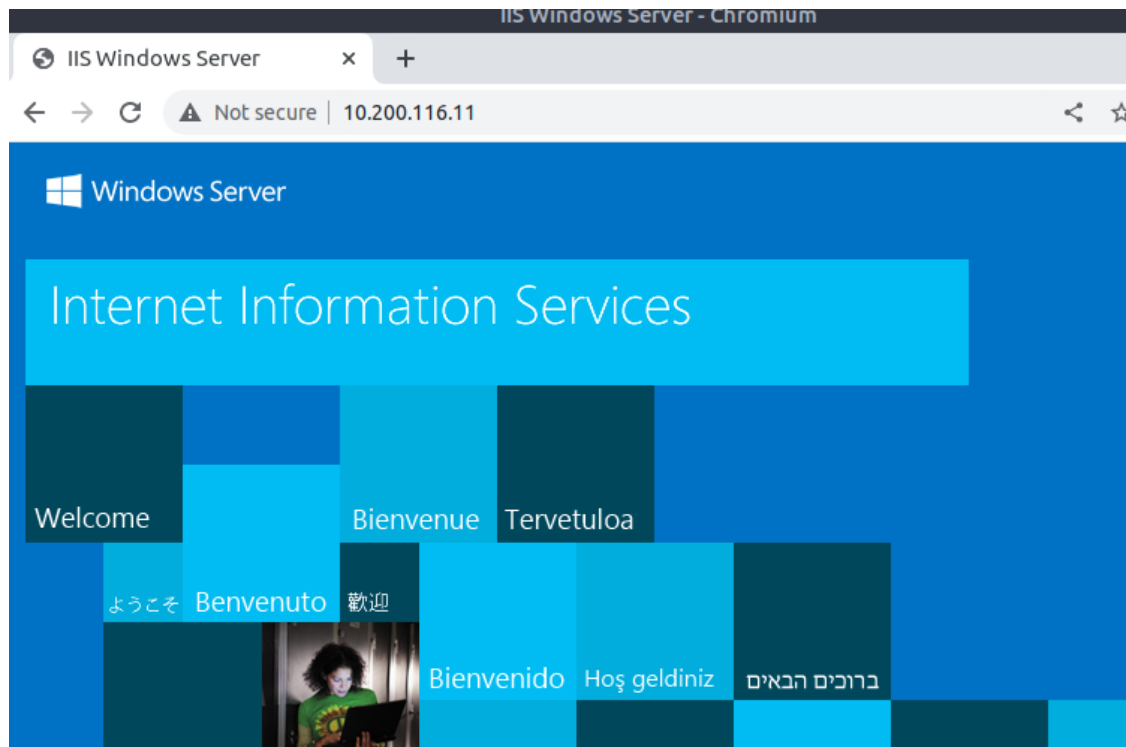 IIS Windows Server - Chromium
IIS Windows Server
Not secure
10.200.116.11
Windows Server
Internet Information Services
Welcome
Bienvenue
Tervetuloa
ようこそ
Benvenuto
歡迎
Bienvenido
Hoş geldiniz
ברוכים הבאים